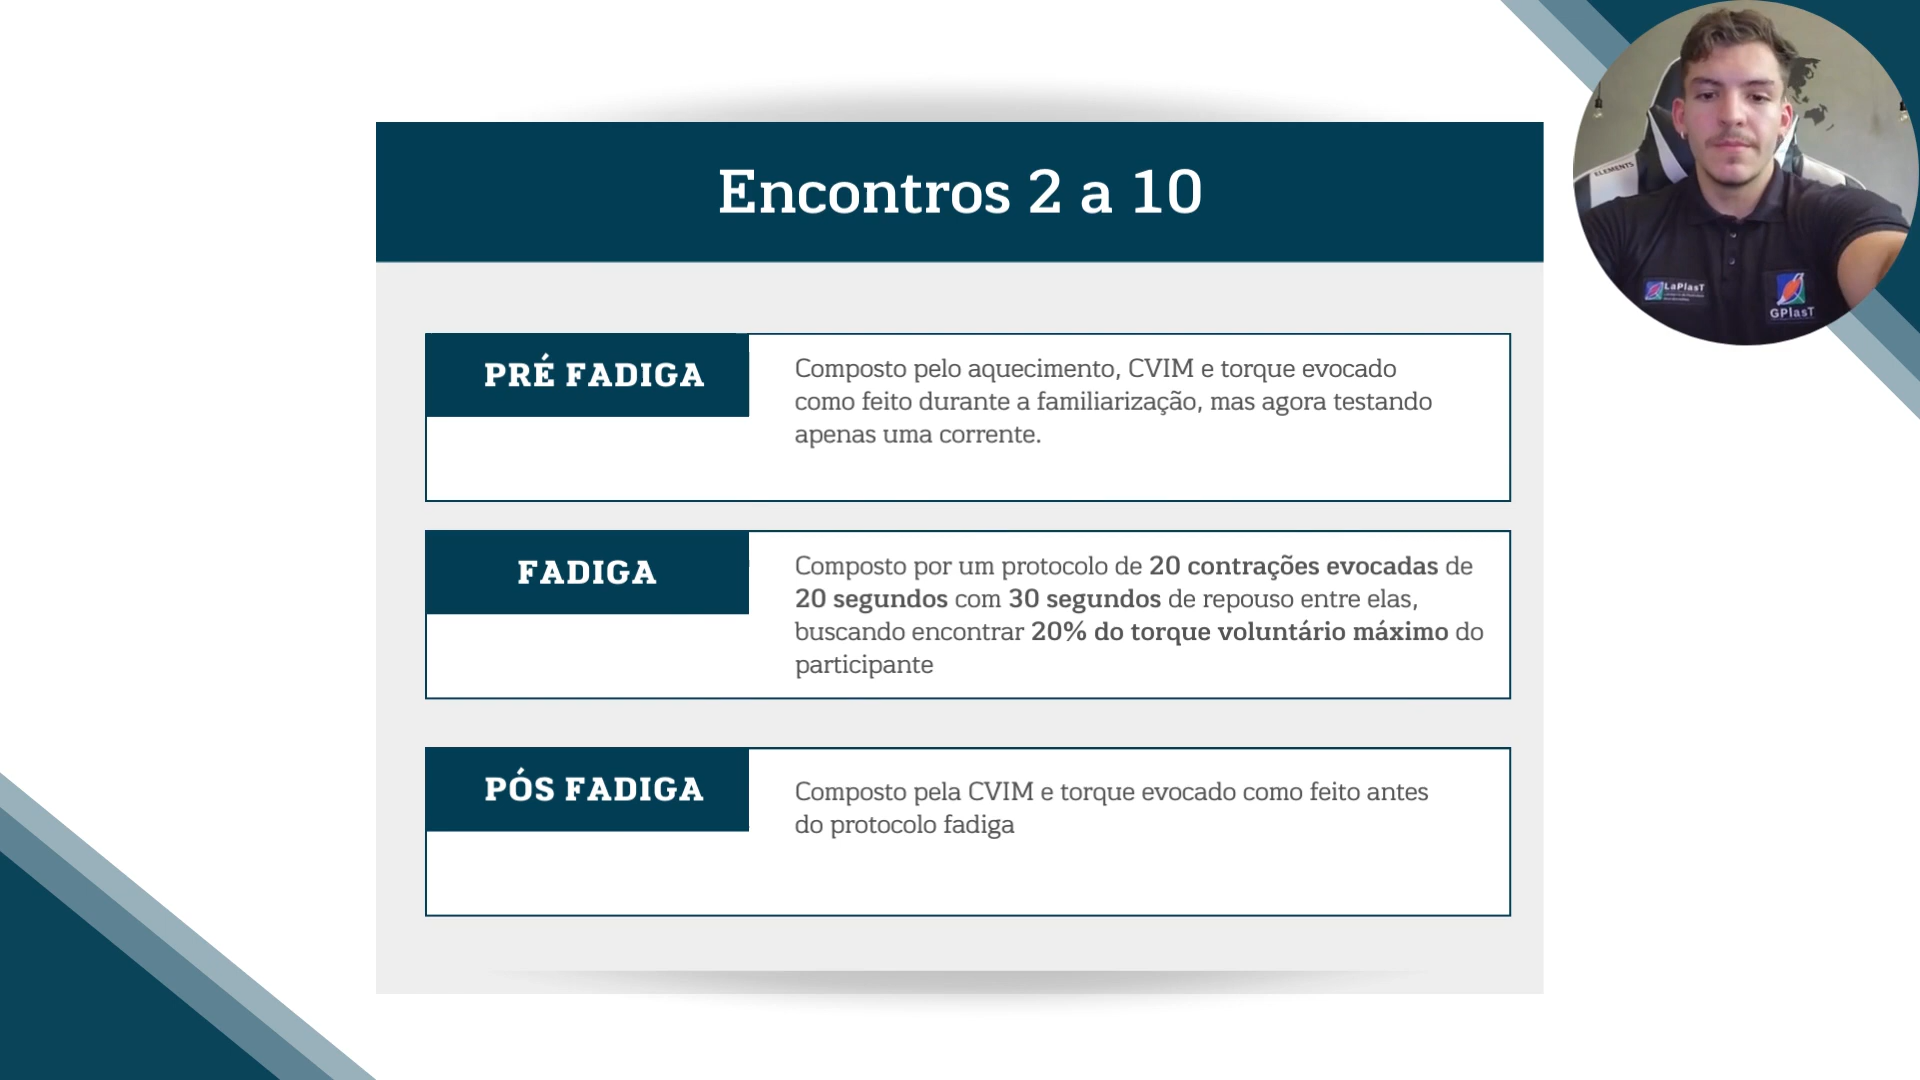 Encontros 2 a 10
PRÉ FADIGA
Composto pelo aquecimento, CVIM e torque evocado
como feito durante a familiarização, mas agora testando
apenas uma corrente.
FADIGA
Composto por um protocolo de 20 contrações evocadas de
20 segundos com 30 segundos de repouso entre elas,
buscando encontrar 20% do torque voluntário máximo do
participante
PÓS FADIGA
Composto pela CVIM e torque evocado como feito antes
do protocolo fadiga
ELEMENTS
LaPlasT
GPlasT